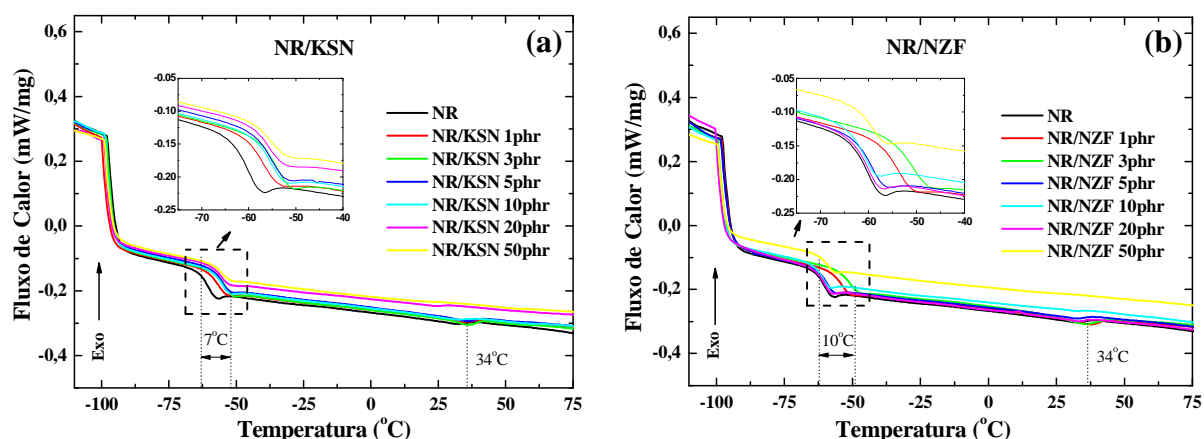 (a)
NR/KSN
0,6
0,4
0,2
0,0
-0,2
-0,4
Fluxo de Calor (mW/mg)
-0.05
-0.10
-0.15
-0.20
-0.25
-70 -60 -50 -40
NR
NR/KSN 1phr
NR/KSN 3phr
NR/KSN 5phr
NR/KSN 10phr
NR/KSN 20phr
NR/KSN 50phr
Exo
7°C
34°C
-100 -75 -50 -25 0 25 50 75
Temperatura (°C)
(b)
NR/NZF
0,6
0,4
0,2
0,0
-0,2
-0,4
Fluxo de Calor (mW/mg)
-0.05
-0.10
-0.15
-0.20
-0.25
-70 -60 -50 -40
NR
NR/NZF 1phr
NR/NZF 3phr
NR/NZF 5phr
NR/NZF 10phr
NR/NZF 20phr
NR/NZF 50phr
Exo
10°C
34°C
-100 -75 -50 -25 0 25 50 75
Temperatura (°C)